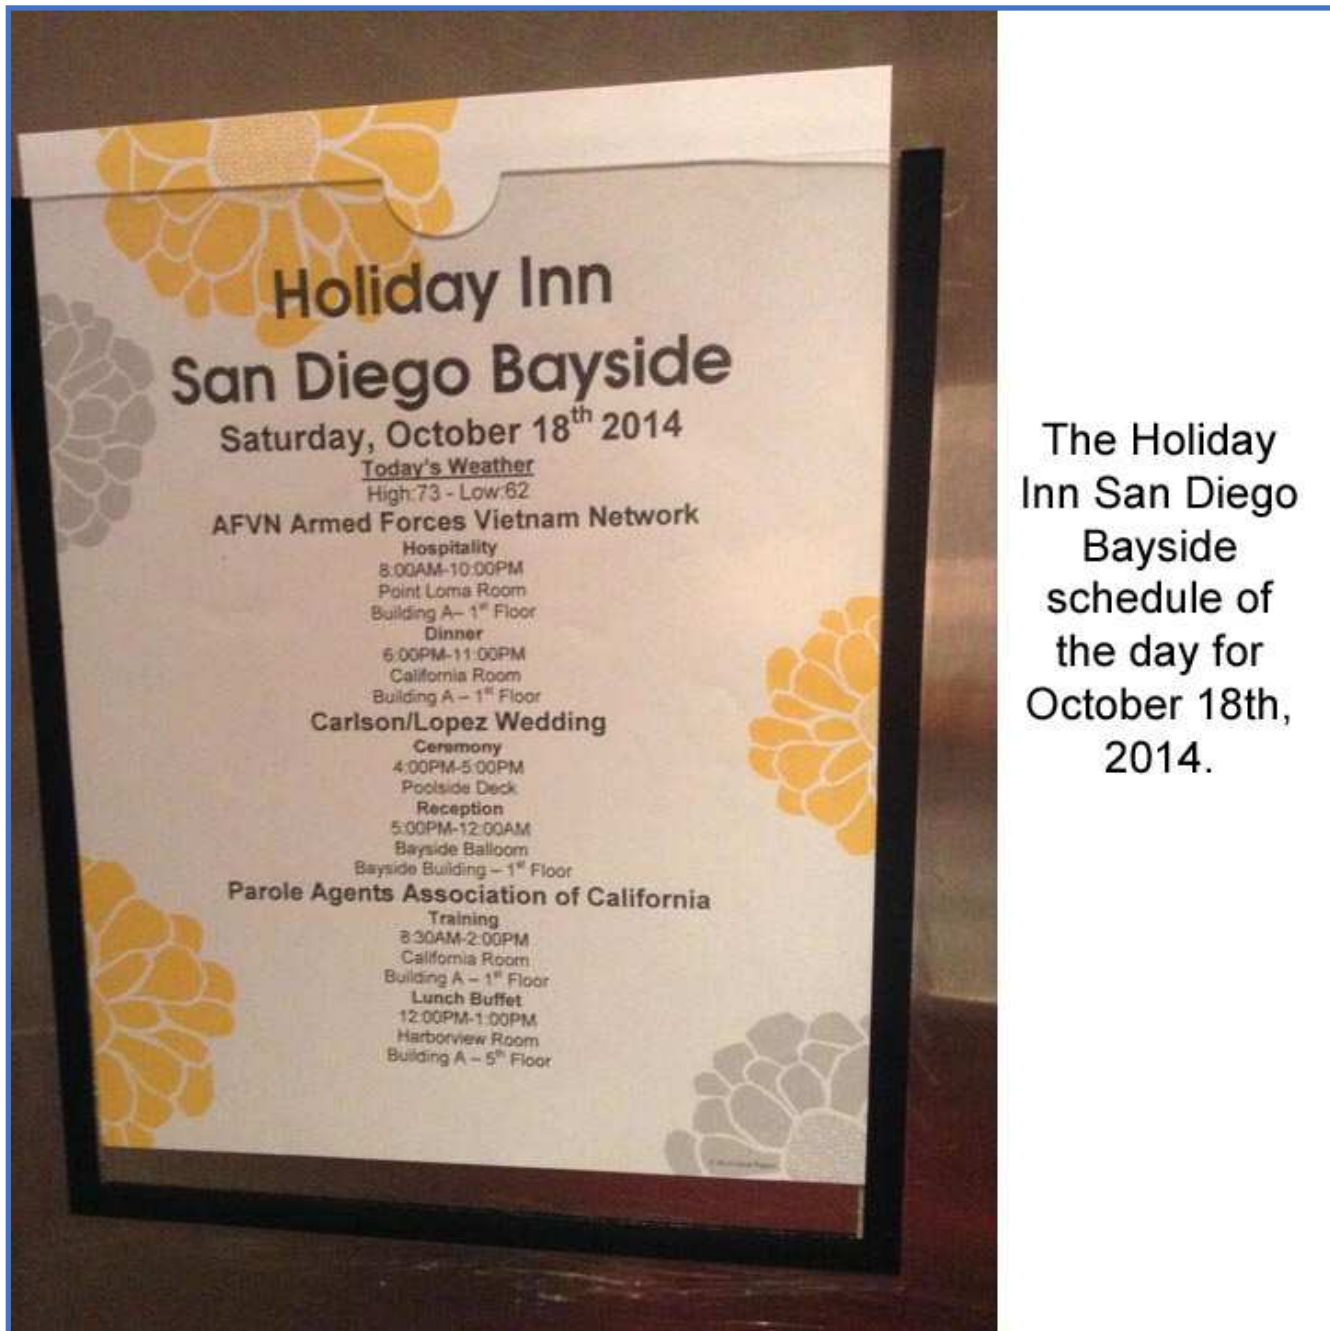 Holiday Inn
San Diego Bayside
Saturday, October 18th 2014
Today's Weather
High:73 - Low:62
AFVN Armed Forces Vietnam Network
Hospitality
8:00AM-10:00PM
Point Loma Room
Building A– 1st Floor
Dinner
6:00PM-11:00PM
California Room
Building A – 1st Floor
Carlson/Lopez Wedding
Ceremony
4:00PM-5:00PM
Poolside Deck
Reception
5:00PM-12:00AM
Bayside Balloom
Bayside Building – 1st Floor
Parole Agents Association of California
Training
8:30AM-2:00PM
California Room
Building A – 1st Floor
Lunch Buffet
12:00PM-1:00PM
Harborview Room
Building A – 5th Floor
The Holiday
Inn San Diego
Bayside
schedule of
the day for
October 18th,
2014.